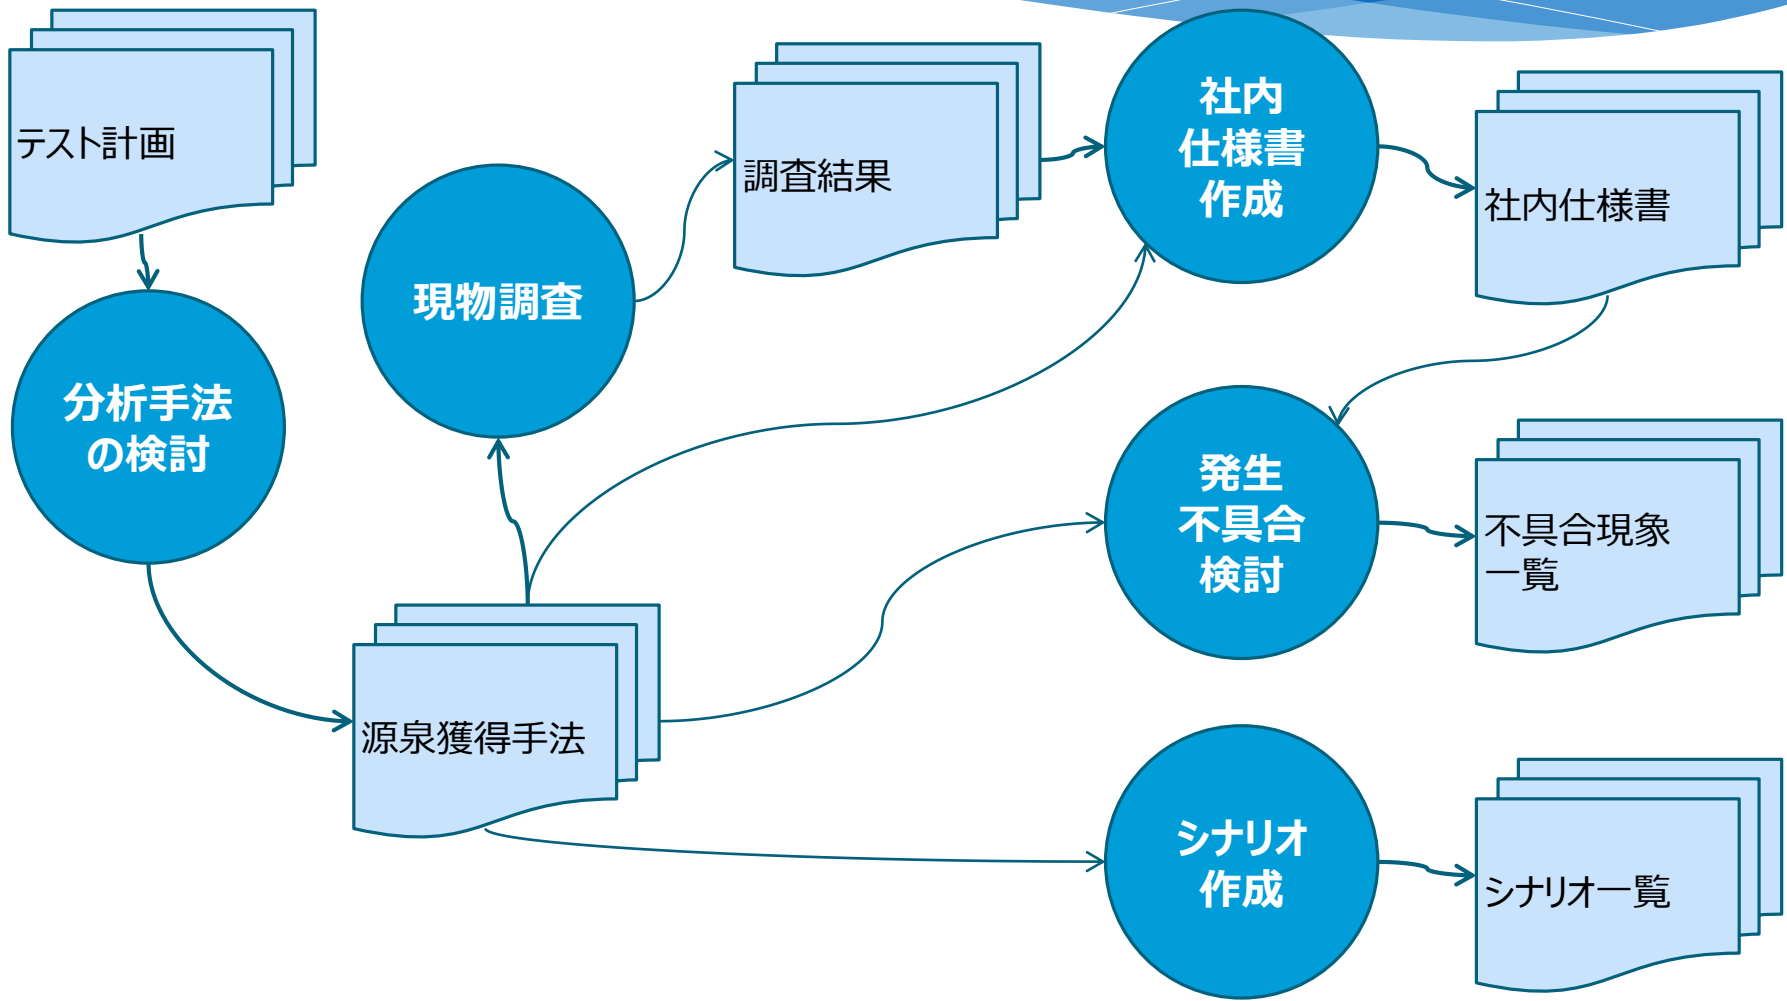 テスト計画
分析手法
の検討
現物調査
調査結果
社内
仕様書
作成
社内仕様書
発生
不具合
検討
不具合現象
一覧
源泉獲得手法
シナリオ
作成
シナリオ一覧